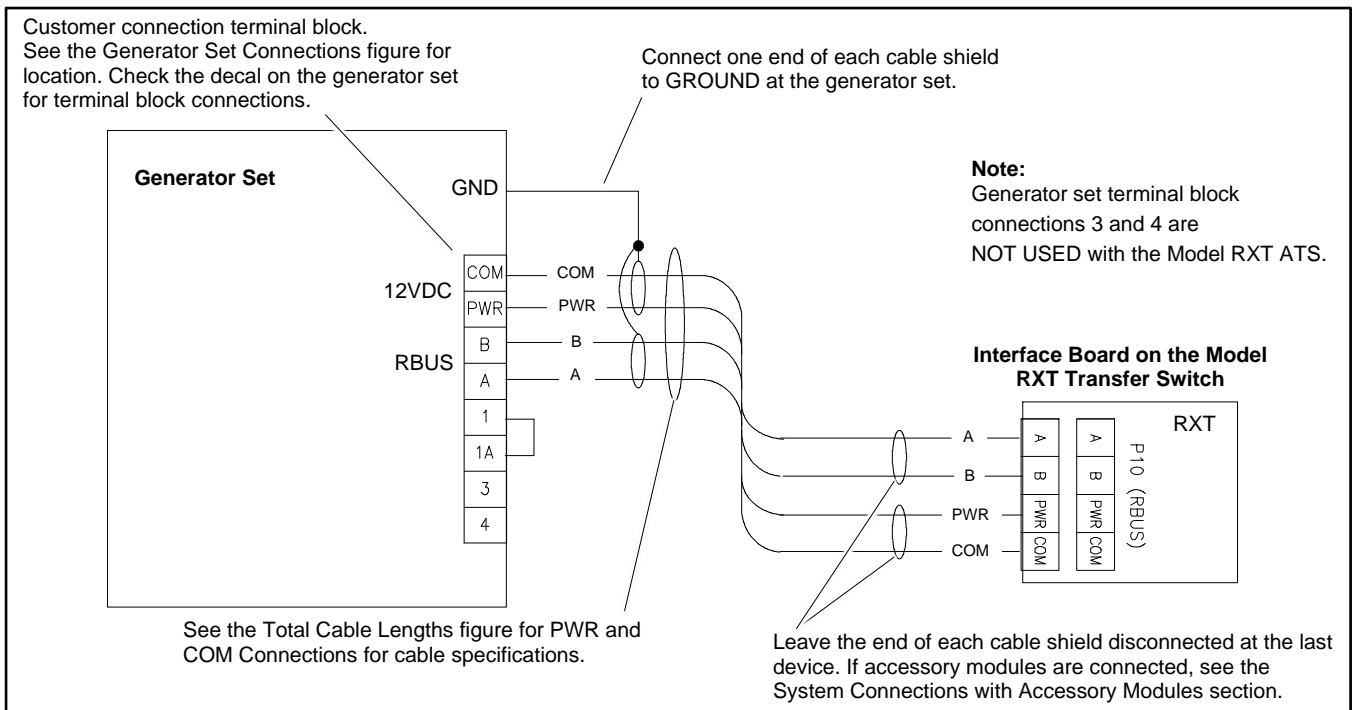 Customer connection terminal block.
See the Generator Set Connections figure for
location. Check the decal on the generator set
for terminal block connections.
Connect one end of each cable shield
to GROUND at the generator set.
Generator Set
GND
Note:
Generator set terminal block
connections 3 and 4 are
NOT USED with the Model RXT ATS.
12VDC
RBUS
COM
PWR
B
A
1
1A
3
4
COM
PWR
B
A
Interface Board on the Model
RXT Transfer Switch
RXT
A
B
PWR
COM
A
B
PWR
COM
A
B
PWR
COM
P10 (RBUS)
See the Total Cable Lengths figure for PWR and
COM Connections for cable specifications.
Leave the end of each cable shield disconnected at the last
device. If accessory modules are connected, see the
System Connections with Accessory Modules section.